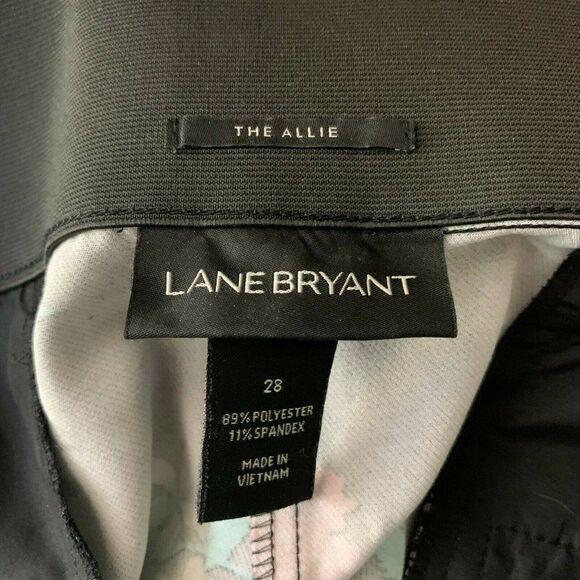 THE ALLIE
LANE BRYANT
28
89% POLYESTER
11% SPANDEX
MADE IN
VIETNAM